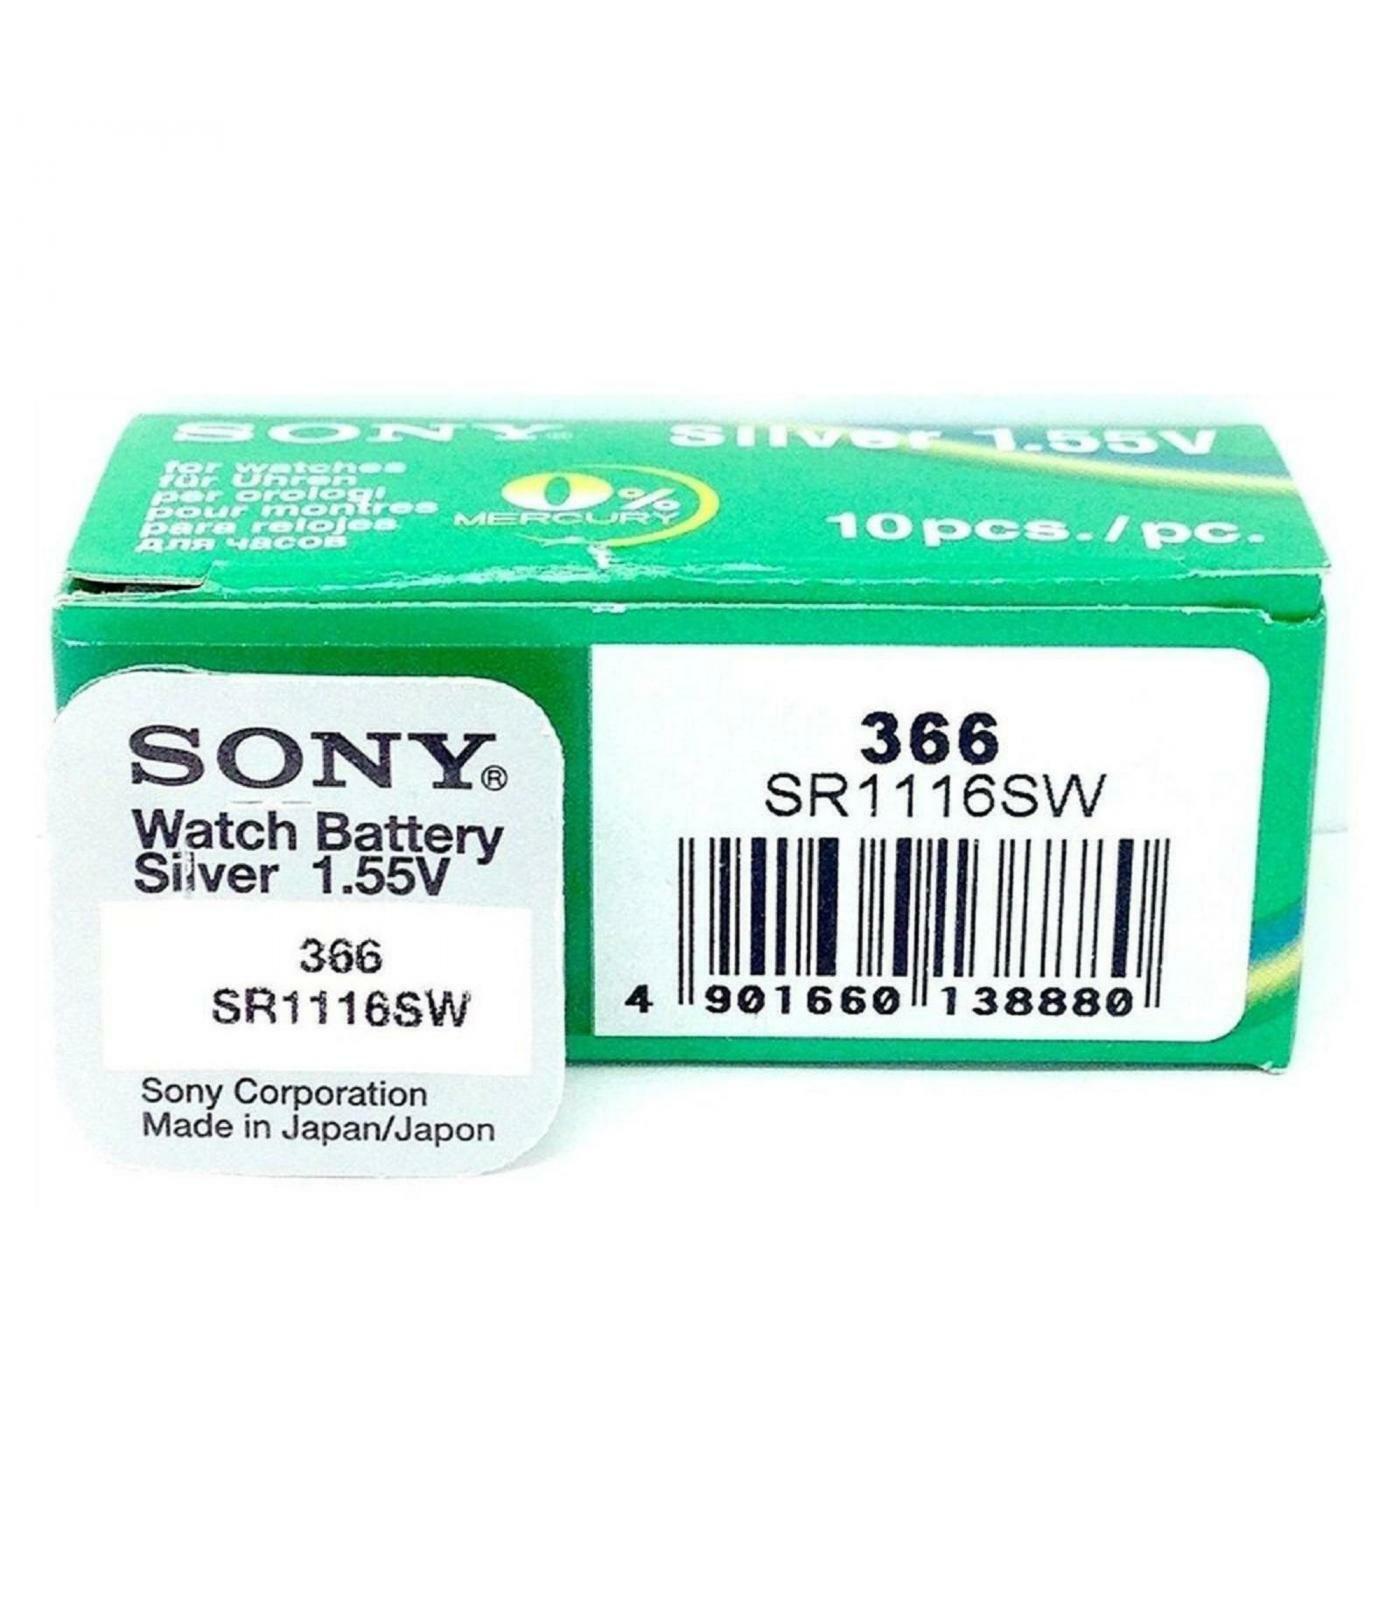 SONY®
Silver 1.55V
for watches
für Uhren
per orologi
pour montres
para relojes
для часов
0%
MERCURY
10pcs./pc.
SONY®
Watch Battery
Silver 1.55V
366
SR1116SW
Sony Corporation
Made in Japan/Japon
366
SR1116SW
4 901660 138880